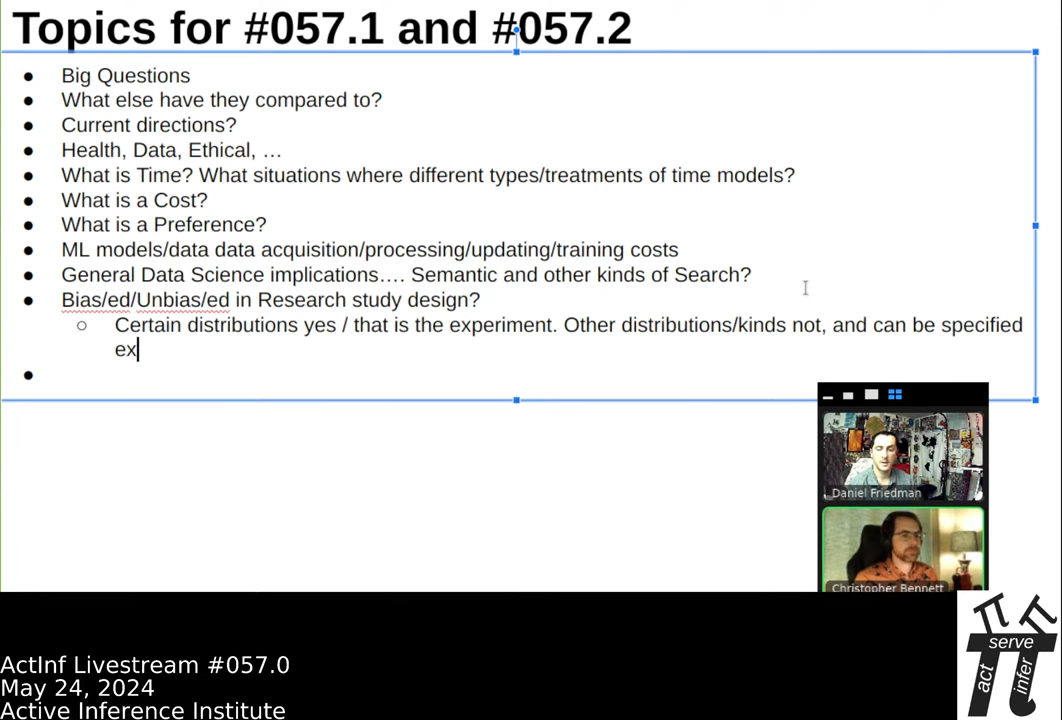 Topics for #057.1 and #057.2
● Big Questions
● What else have they compared to?
● Current directions?
● Health, Data, Ethical, …
● What is Time? What situations where different types/treatments of time models?
● What is a Cost?
● What is a Preference?
● ML models/data data acquisition/processing/updating/training costs
● General Data Science implications…. Semantic and other kinds of Search?
● Bias/ed/Unbias/ed in Research study design?
○ Certain distributions yes / that is the experiment. Other distributions/kinds not, and can be specified
ex
●
Daniel Friedman
Christopher Bennett
serve
act
infer
ActInf Livestream #057.0
May 24, 2024
Active Inference Institute